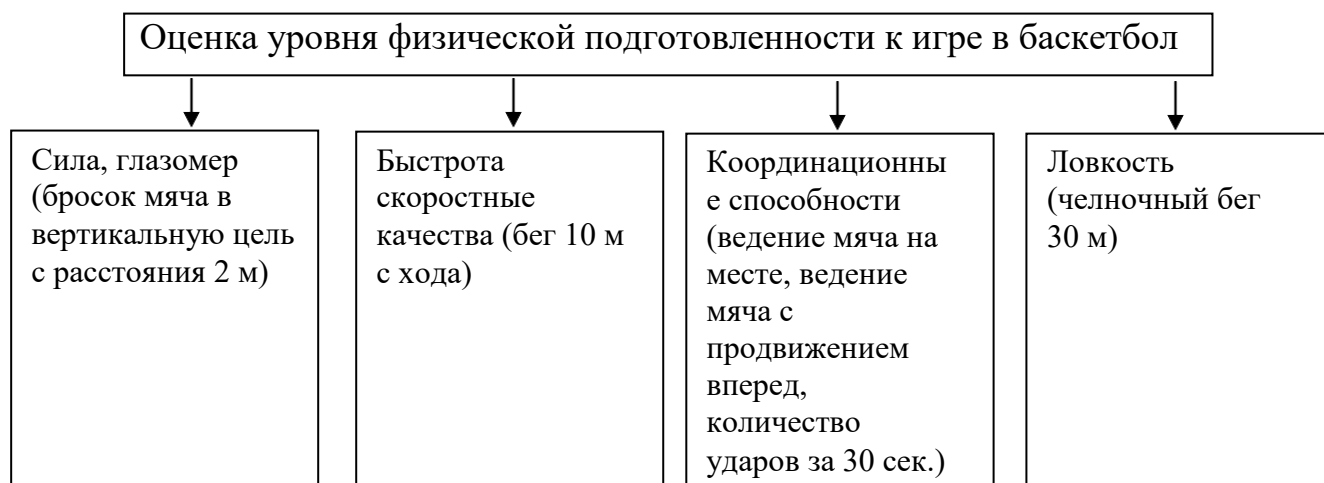 Оценка уровня физической подготовленности к игре в баскетбол
Сила, глазомер
(бросок мяча в
вертикальную цель
с расстояния 2 м)
Быстрота
скоростные
качества (бег 10 м
с хода)
Координационны
е способности
(ведение мяча на
месте, ведение
мяча с
продвижением
вперед,
количество
ударов за 30 сек.)
Ловкость
(челночный бег
30 м)